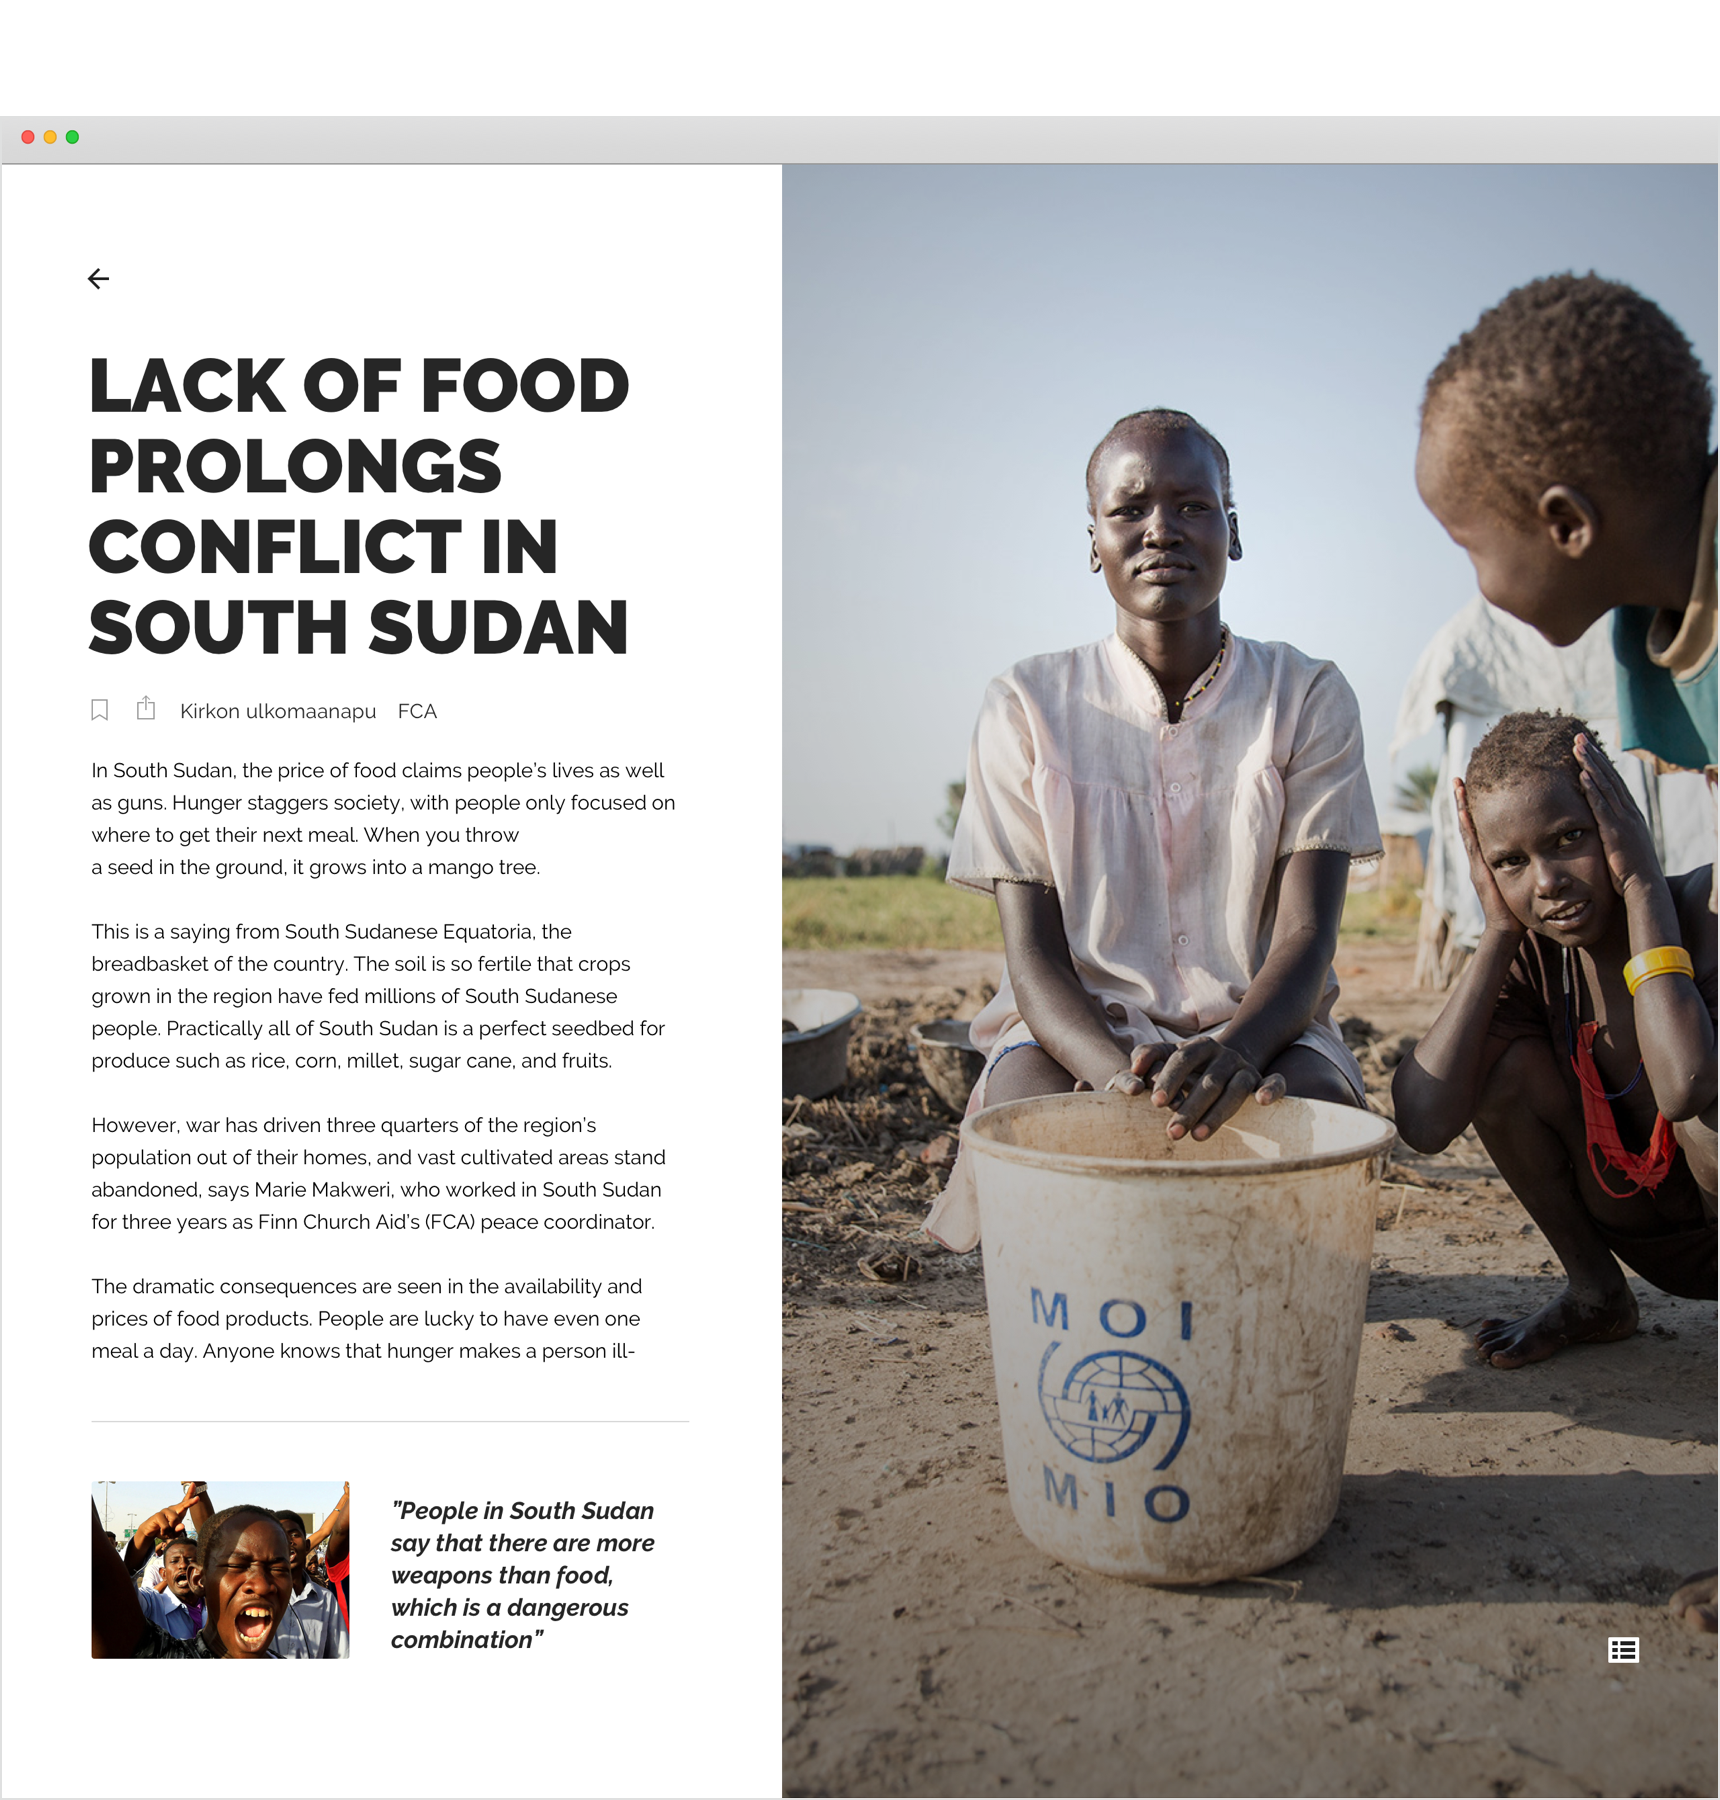 LACK OF FOOD
PROLONGS
CONFLICT IN
SOUTH SUDAN
Kirkon ulkomaanapu FCA
In South Sudan, the price of food claims people’s lives as well
as guns. Hunger staggers society, with people only focused on
where to get their next meal. When you throw
a seed in the ground, it grows into a mango tree.
This is a saying from South Sudanese Equatoria, the
breadbasket of the country. The soil is so fertile that crops
grown in the region have fed millions of South Sudanese
people. Practically all of South Sudan is a perfect seedbed for
produce such as rice, corn, millet, sugar cane, and fruits.
However, war has driven three quarters of the region’s
population out of their homes, and vast cultivated areas stand
abandoned, says Marie Makweri, who worked in South Sudan
for three years as Finn Church Aid’s (FCA) peace coordinator.
The dramatic consequences are seen in the availability and
prices of food products. People are lucky to have even one
meal a day. Anyone knows that hunger makes a person ill-
”People in South Sudan
say that there are more
weapons than food,
which is a dangerous
combination”
MOI
MIO